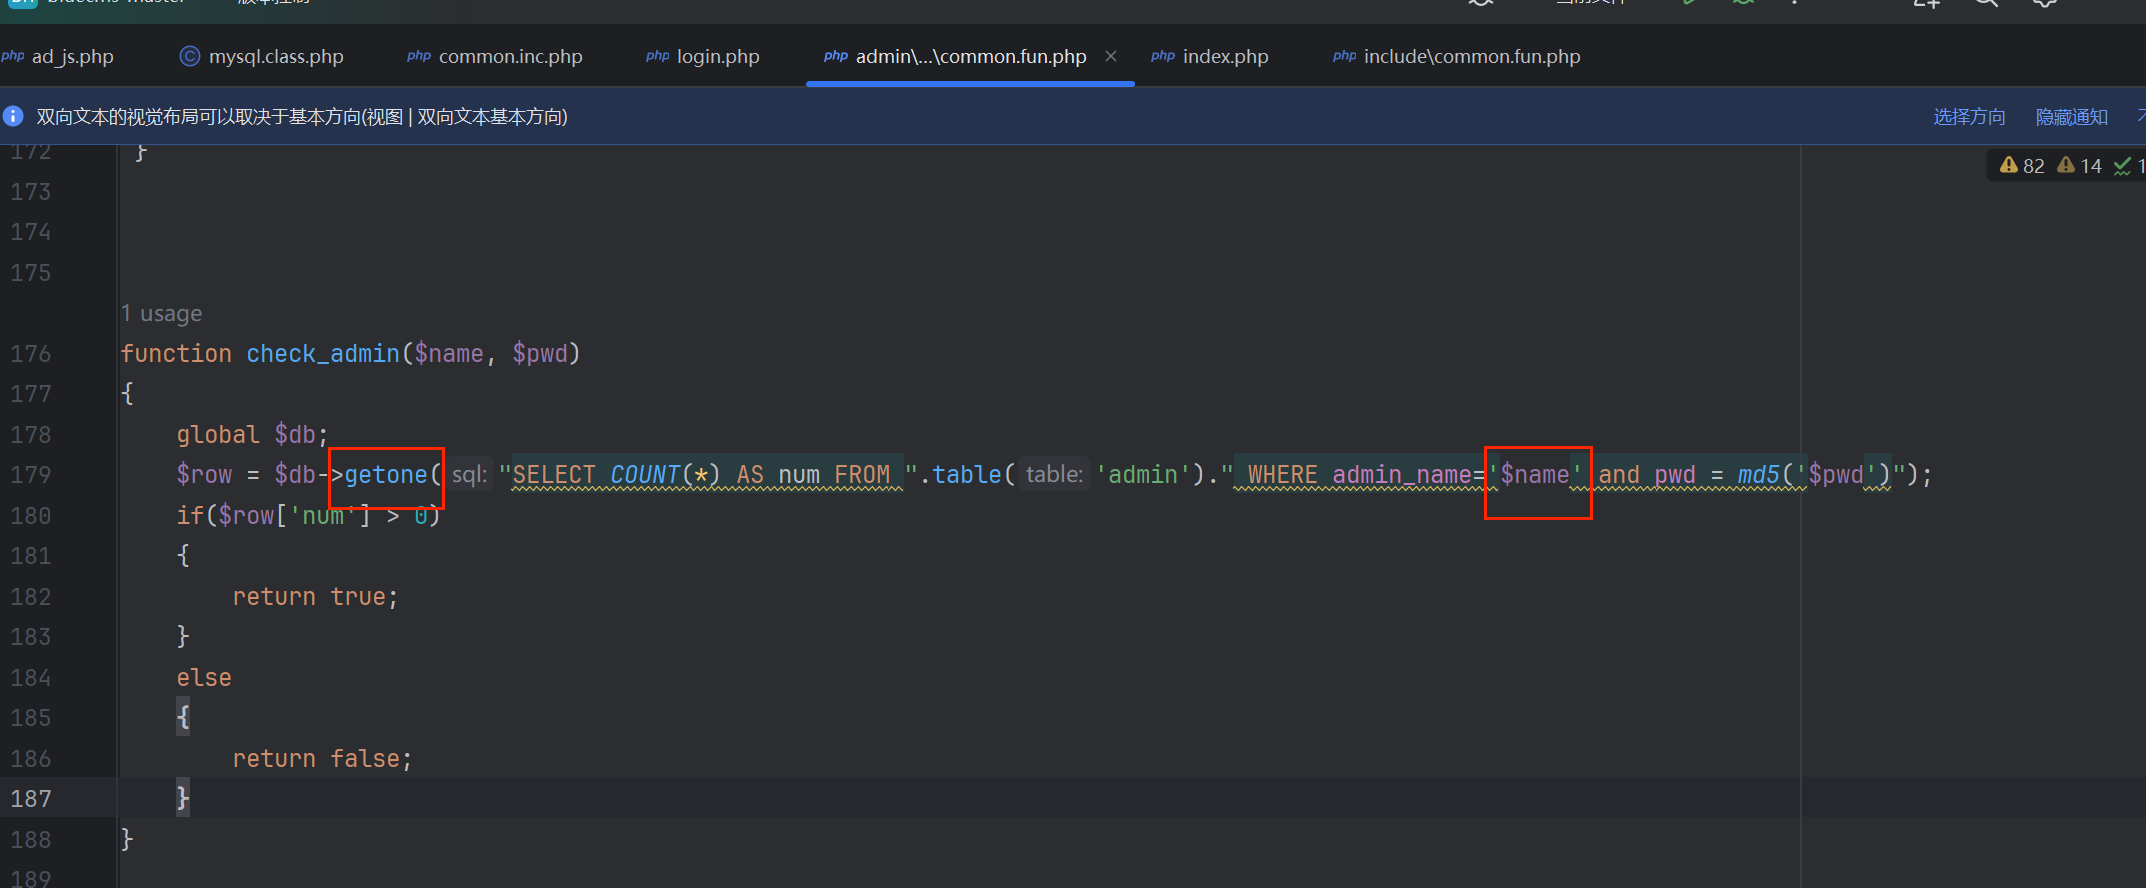 php ad_js.php C mysql.class.php php common.inc.php php login.php php admin\...\common.fun.php × php index.php php include\common.fun.php
双向文本的视觉布局可以取决于基本方向(视图 | 双向文本基本方向) 选择方向 隐藏通知
172 }
82 14 1
173
174
175
1 usage
176 function check_admin($name, $pwd)
177 {
178 global $db;
179 $row = $db->getone( sql: "SELECT COUNT(*) AS num FROM ".table( table: 'admin')." WHERE admin_name='$name' and pwd = md5('$pwd')");
180 if($row['num'] > 0)
181 {
182 return true;
183 }
184 else
185 {
186 return false;
187 }
188 }
189